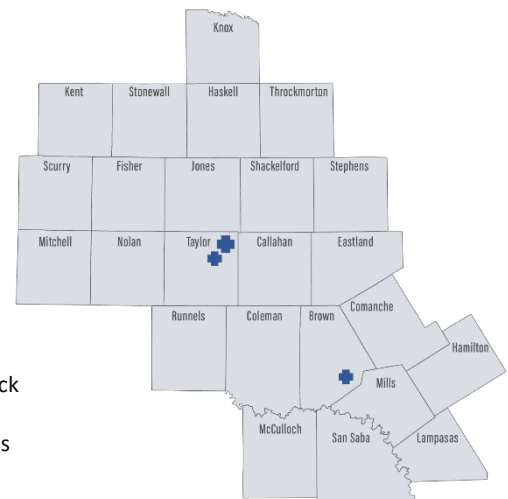 Knox
Kent Stonewall Haskell Throckmorton
Scurry Fisher Jones Shackelford Stephens
Mitchell Nolan Taylor Callahan Eastland
Runnels Coleman Brown Comanche
Hamilton
Mills
ck
McCulloch San Saba Lampasas
s